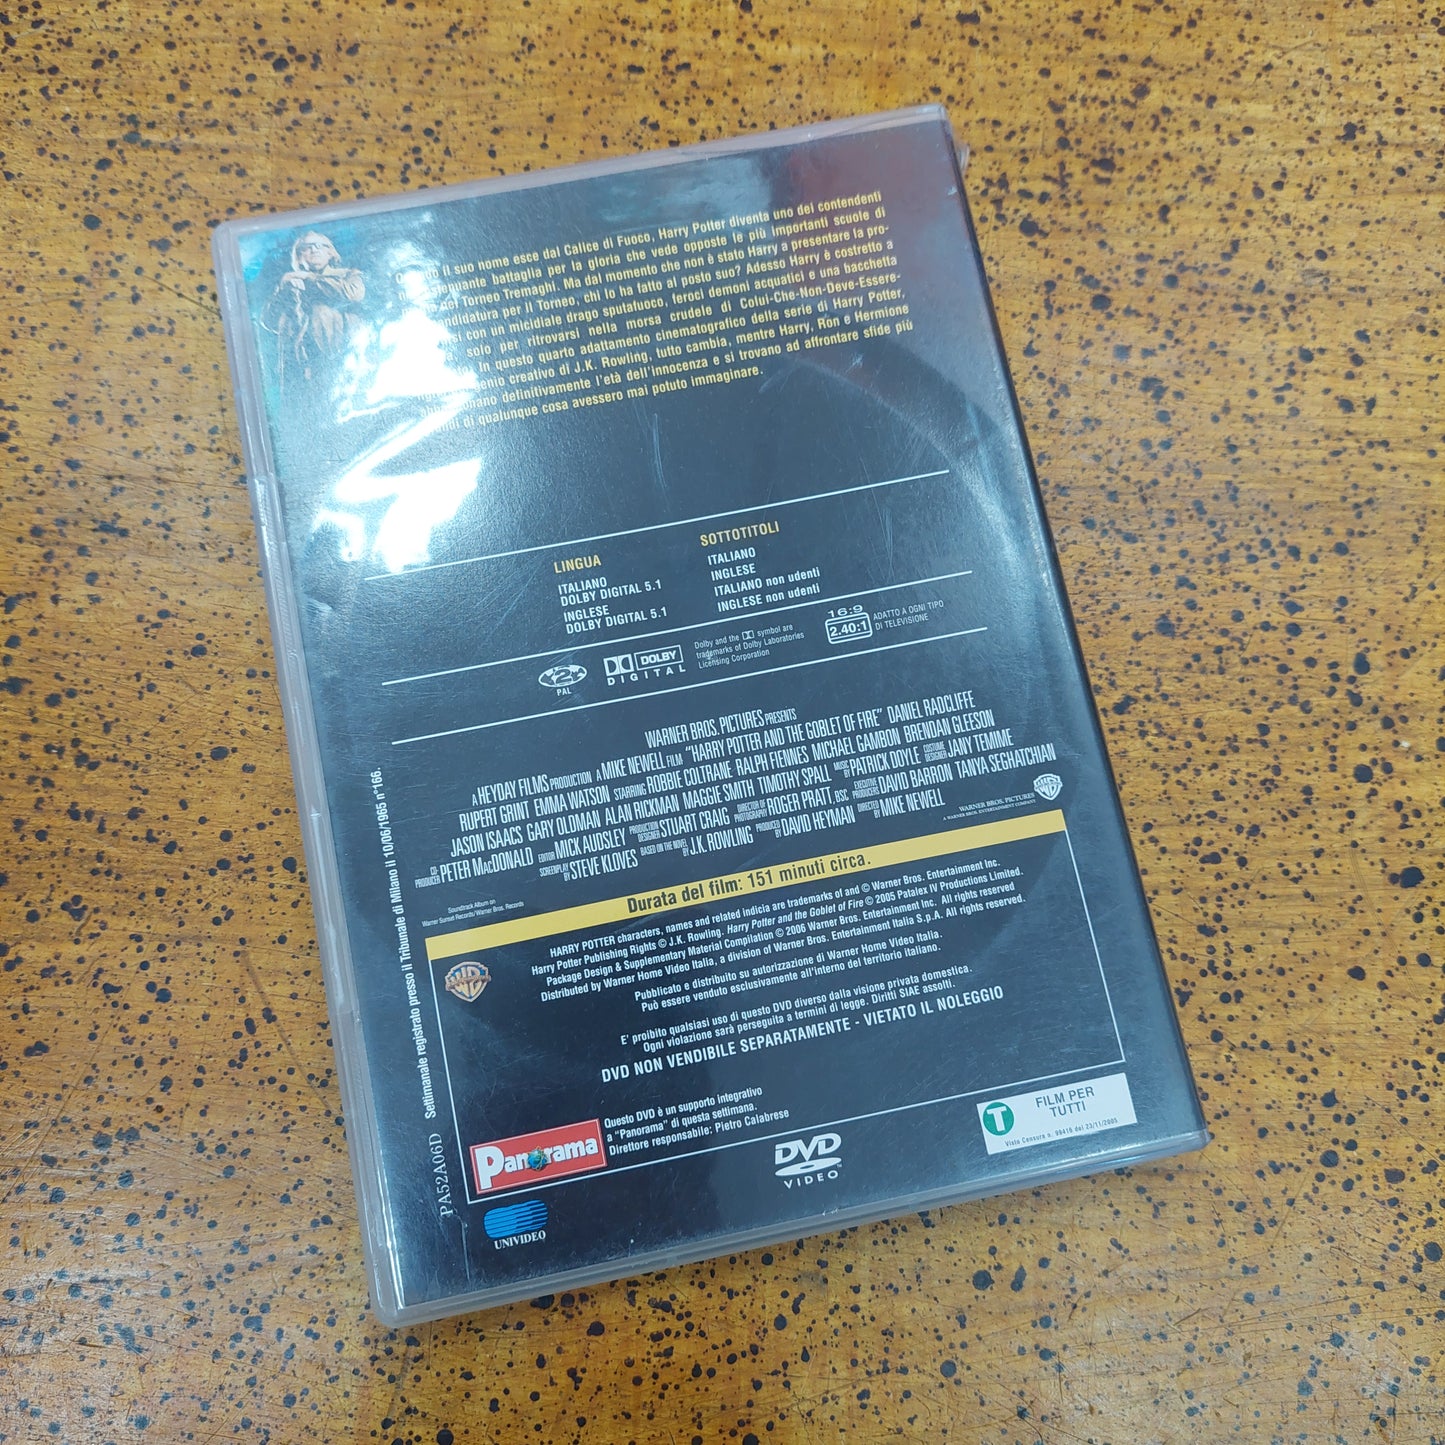 il suo nome esce dal Calice di Fuoco, Harry Potter diventa uno dei contendenti
battaglia per la gloria che vede opposte le più importanti scuole di
Torneo Tremaghi. Ma dal momento che non è stato Harry a presentare la pro-
candidatura per il Torneo, chi lo ha fatto al posto suo? Adesso Harry è costretto a
con un micidiale drago sputafuoco, feroci demoni acquatici e una bacchetta
solo per ritrovarsi nella morsa crudele di Colui-Che-Non-Deve-Essere-
In questo quarto adattamento cinematografico della serie di Harry Potter,
creativo di J.K. Rowling, tutto cambia, mentre Harry, Ron e Hermione
definitivamente l'età dell'innocenza e si trovano ad affrontare sfide più
di qualunque cosa avessero mai potuto immaginare.
LINGUA
ITALIANO
DOLBY DIGITAL 5.1
INGLESE
DOLBY DIGITAL 5.1
SOTTOTITOLI
ITALIANO
INGLESE
ITALIANO non udenti
INGLESE non udenti
2
PAL
DOLBY
DIGITAL
Dolby and the symbol are
trademarks of Dolby Laboratories
Licensing Corporation
16:9
2.40:1
ADATTO A OGNI TIPO
DI TELEVISIONE
WARNER BROS. PICTURES PRESENTS
A HEYDAY FILMS PRODUCTION A MIKE NEWELL FILM "HARRY POTTER AND THE GOBLET OF FIRE" DANIEL RADCLIFFE
RUPERT GRINT EMMA WATSON STARRING ROBBIE COLTRANE RALPH FIENNES MICHAEL GAMBON BRENDAN GLEESON
JASON ISAACS GARY OLDMAN ALAN RICKMAN MAGGIE SMITH TIMOTHY SPALL MUSIC BY PATRICK DOYLE COSTUME DESIGNER JANY TEMIME
CO-PRODUCER PETER MacDONALD EDITOR MICK AUDSLEY PRODUCTION DESIGNER STUART CRAIG DIRECTOR OF PHOTOGRAPHY ROGER PRATT, BSC EXECUTIVE PRODUCERS DAVID BARRON TANYA SEGHATCHIAN
SCREENPLAY BY STEVE KLOVES BASED ON THE NOVEL BY J.K. ROWLING PRODUCED BY DAVID HEYMAN DIRECTED BY MIKE NEWELL
WARNER BROS. PICTURES
A WARNER BROS. ENTERTAINMENT COMPANY
Soundtrack Album on
Warner Sunset Records/Warner Bros. Records
Durata del film: 151 minuti circa.
HARRY POTTER characters, names and related indicia are trademarks of and © Warner Bros. Entertainment Inc.
Harry Potter Publishing Rights © J.K. Rowling. Harry Potter and the Goblet of Fire © 2005 Patalex IV Productions Limited.
Package Design & Supplementary Material Compilation © 2006 Warner Bros. Entertainment Inc. All rights reserved
Distributed by Warner Home Video Italia, a division of Warner Bros. Entertainment Italia S.p.A. All rights reserved.
Pubblicato e distribuito su autorizzazione di Warner Home Video Italia.
Può essere venduto esclusivamente all'interno del territorio italiano.
E' proibito qualsiasi uso di questo DVD diverso dalla visione privata domestica.
Ogni violazione sarà perseguita a termini di legge. Diritti SIAE assolti.
DVD NON VENDIBILE SEPARATAMENTE - VIETATO IL NOLEGGIO
Panorama
Questo DVD è un supporto integrativo
a "Panorama" di questa settimana.
Direttore responsabile: Pietro Calabrese
DVD
VIDEO
T
FILM PER
TUTTI
Visto Censura n. 99416 del 23/11/2005
UNIVIDEO
PA52A06D
Settimanale registrato presso il Tribunale di Milano il 10/06/1965 n°166.